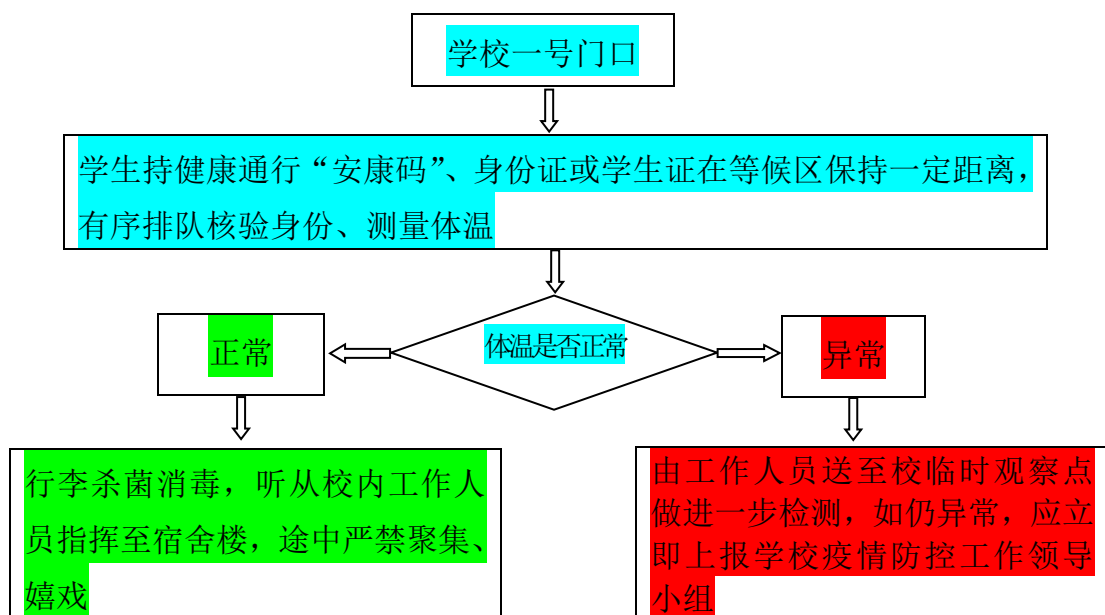 学校一号门口
学生持健康通行“安康码”、身份证或学生证在等候区保持一定距离，
有序排队核验身份、测量体温
体温是否正常
正常
异常
行李杀菌消毒，听从校内工作人
员指挥至宿舍楼，途中严禁聚集、
嬉戏
由工作人员送至校临时观察点
做进一步检测，如仍异常，应立
即上报学校疫情防控工作领导
小组